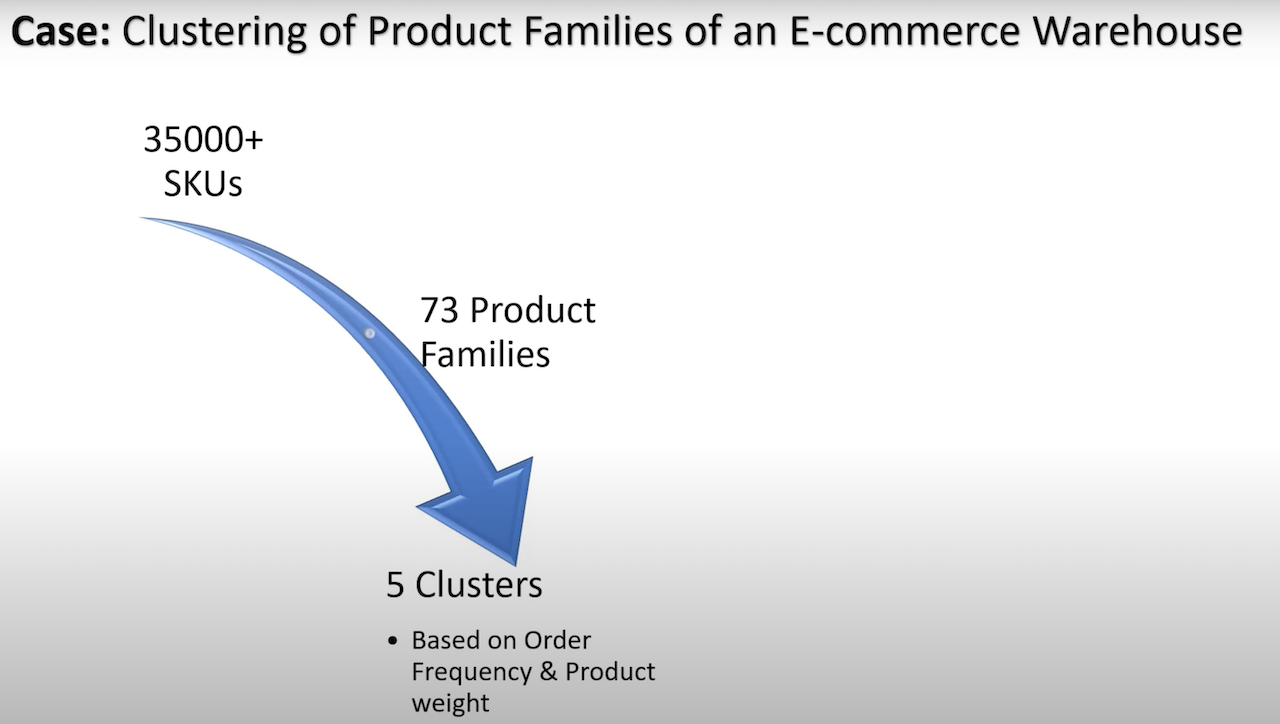 Case: Clustering of Product Families of an E-commerce Warehouse
35000+
SKUs
73 Product
Families
5 Clusters
• Based on Order
Frequency & Product
weight